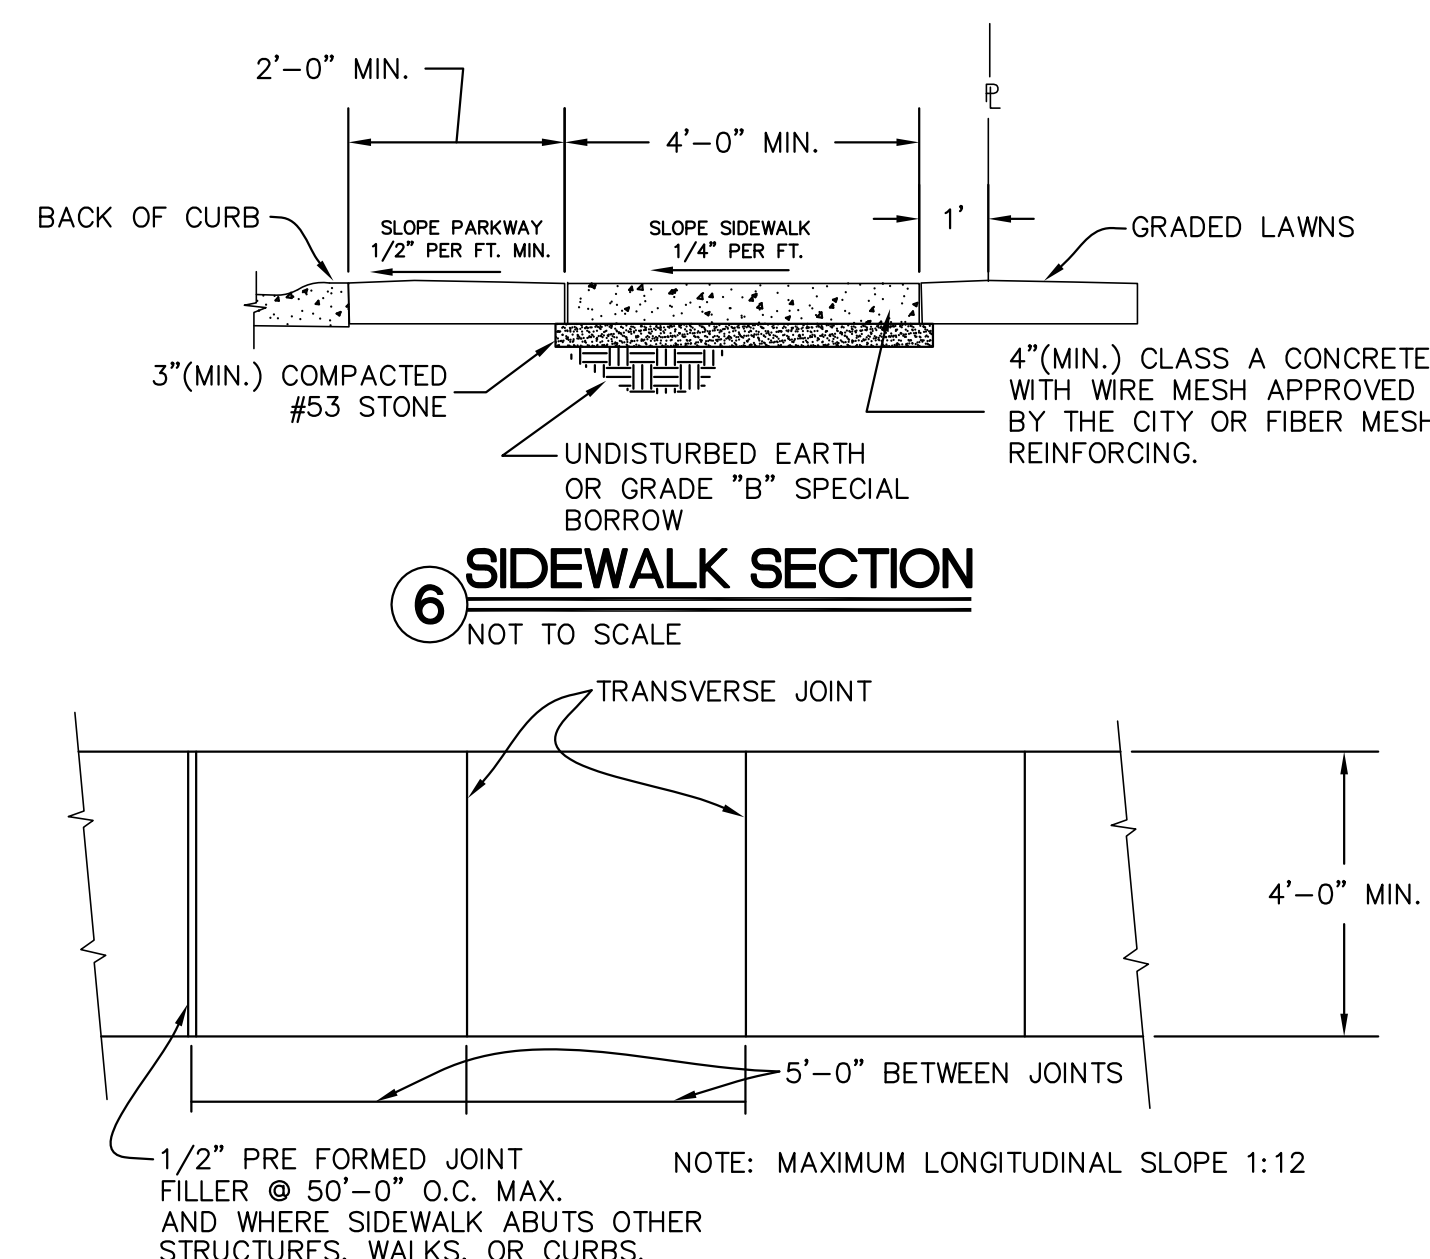 2'-0" MIN.
℄
4'-0" MIN.
BACK OF CURB
SLOPE PARKWAY
1/2" PER FT. MIN.
SLOPE SIDEWALK
1/4" PER FT.
1'
GRADED LAWNS
3"(MIN.) COMPACTED
#53 STONE
4"(MIN.) CLASS A CONCRETE
WITH WIRE MESH APPROVED
BY THE CITY OR FIBER MESH
REINFORCING.
UNDISTURBED EARTH
OR GRADE "B" SPECIAL
BORROW
6
SIDEWALK SECTION
NOT TO SCALE
TRANSVERSE JOINT
4'-0" MIN.
5'-0" BETWEEN JOINTS
1/2" PRE FORMED JOINT
FILLER @ 50'-0" O.C. MAX.
AND WHERE SIDEWALK ABUTS OTHER
STRUCTURES, WALKS, OR CURBS.
NOTE: MAXIMUM LONGITUDINAL SLOPE 1:12